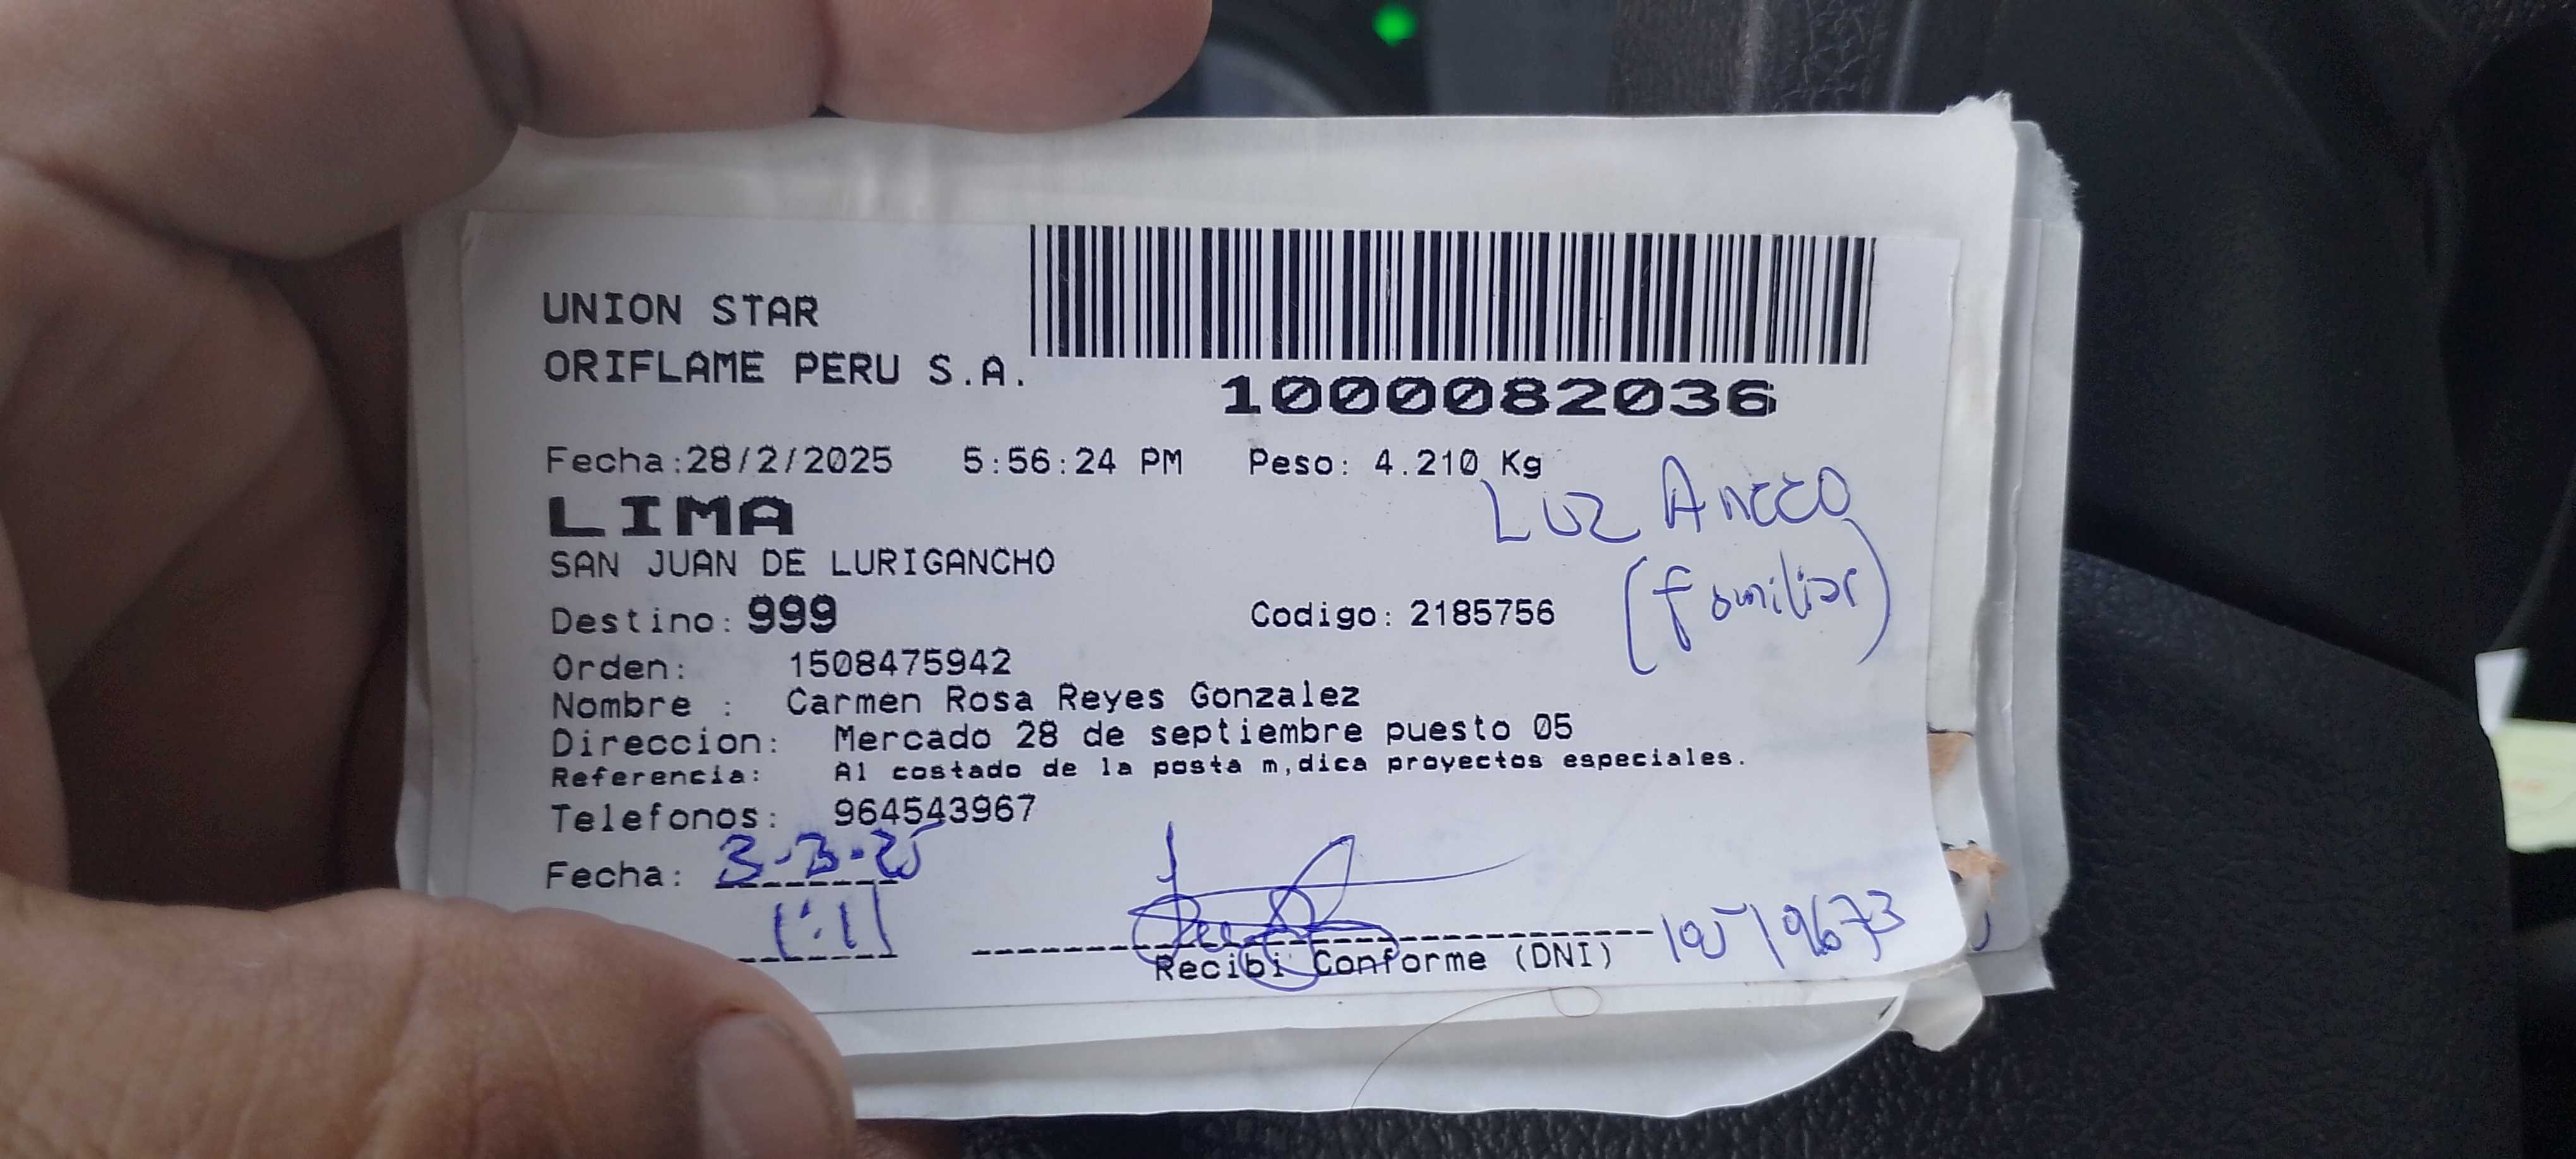 UNION STAR
ORIFLAME PERU S.A.
1000082036
Fecha:28/2/2025 5:56:24 PM Peso: 4.210 Kg
LIMA
LUZ Ancco
SAN JUAN DE LURIGANCHO
(familiar)
Destino: 999 Codigo: 2185756
Orden: 1508475942
Nombre : Carmen Rosa Reyes Gonzalez
Direccion: Mercado 28 de septiembre puesto 05
Referencia: Al costado de la posta m,dica proyectos especiales.
Telefonos: 964543967
Fecha: 3-3-25
1:11
Recibi Conforme (DNI) 10519673